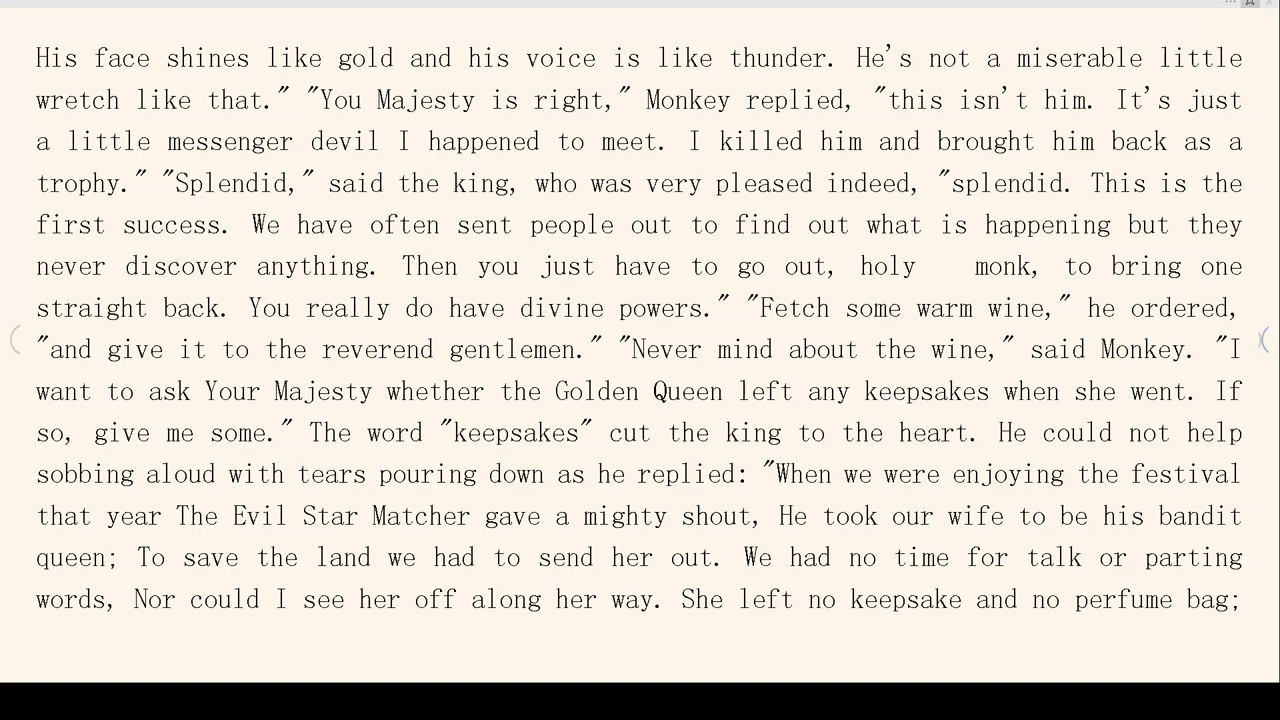 His face shines like gold and his voice is like thunder. He's not a miserable little
wretch like that." "You Majesty is right," Monkey replied, "this isn't him. It's just
a little messenger devil I happened to meet. I killed him and brought him back as a
trophy." "Splendid," said the king, who was very pleased indeed, "splendid. This is the
first success. We have often sent people out to find out what is happening but they
never discover anything. Then you just have to go out, holy monk, to bring one
straight back. You really do have divine powers." "Fetch some warm wine," he ordered,
"and give it to the reverend gentlemen." "Never mind about the wine," said Monkey. "I
want to ask Your Majesty whether the Golden Queen left any keepsakes when she went. If
so, give me some." The word "keepsakes" cut the king to the heart. He could not help
sobbing aloud with tears pouring down as he replied: "When we were enjoying the festival
that year The Evil Star Matcher gave a mighty shout, He took our wife to be his bandit
queen; To save the land we had to send her out. We had no time for talk or parting
words, Nor could I see her off along her way. She left no keepsake and no perfume bag;